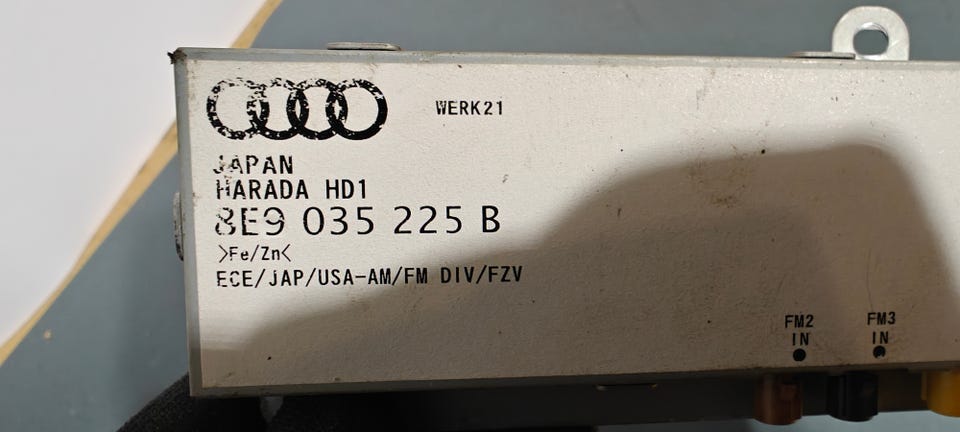 WERK21
JAPAN
HARADA HD1
8E9 035 225 B
>Fe/Zn<
ECE/JAP/USA-AM/FM DIV/FZV
FM2
IN
FM3
IN